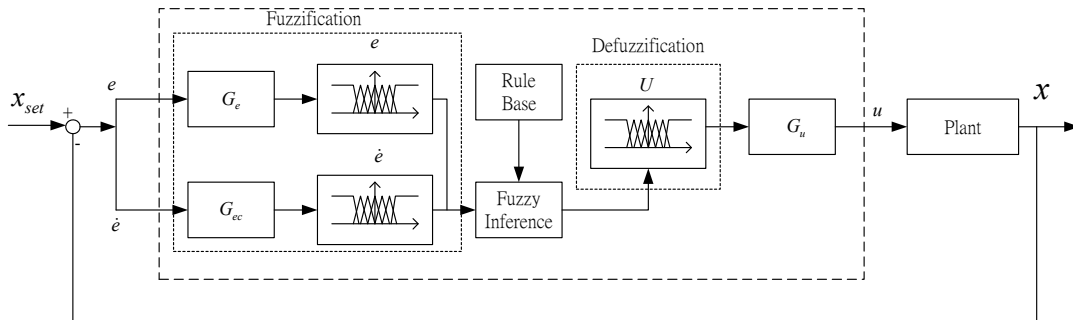 Fuzzification
e
Defuzzification
x_set
+
-
e
G_e
Rule
Base
U
G_u
u
Plant
x
ė
ė
G_ec
Fuzzy
Inference